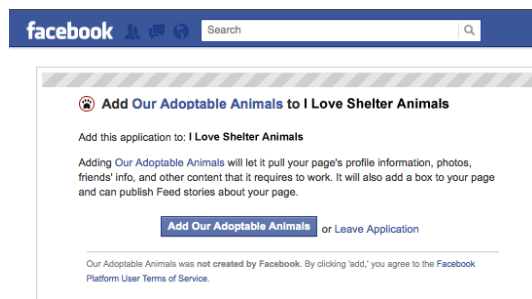 facebook
Search
Add Our Adoptable Animals to I Love Shelter Animals
Add this application to: I Love Shelter Animals
Adding Our Adoptable Animals will let it pull your page's profile information, photos,
friends' info, and other content that it requires to work. It will also add a box to your page
and can publish Feed stories about your page.
Add Our Adoptable Animals or Leave Application
Our Adoptable Animals was not created by Facebook. By clicking 'add,' you agree to the Facebook
Platform User Terms of Service.